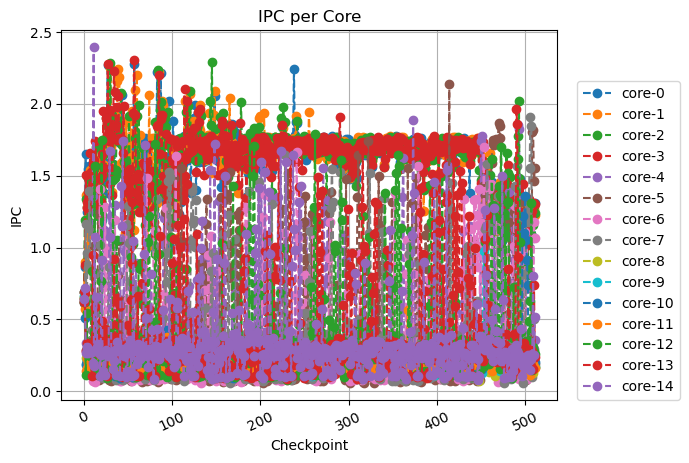 IPC per Core
IPC
2.5
2.0
1.5
1.0
0.5
0.0
0
100
200
300
400
500
Checkpoint
core-0
core-1
core-2
core-3
core-4
core-5
core-6
core-7
core-8
core-9
core-10
core-11
core-12
core-13
core-14